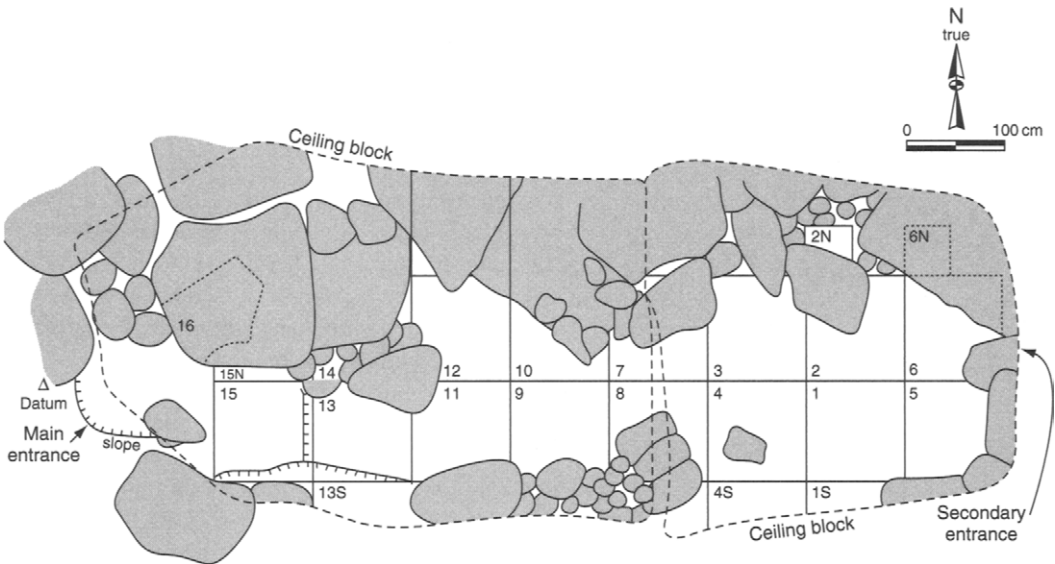 N
true
0 100 cm
Ceiling block
2N
6N
16
15N
14
12
10
7
3
2
6
15
13
11
9
8
4
1
5
Δ
Datum
Main
entrance
slope
13S
4S
1S
Ceiling block
Secondary
entrance